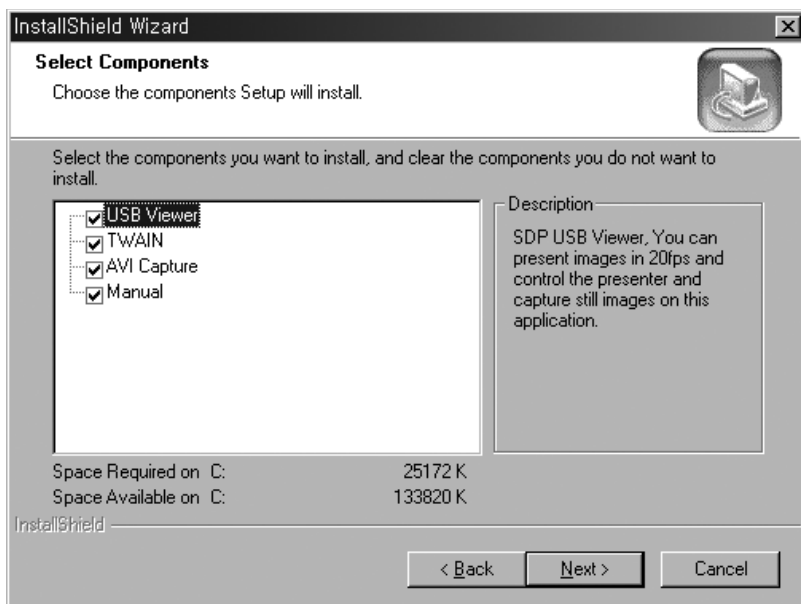 InstallShield Wizard
Select Components
Choose the components Setup will install.
Select the components you want to install, and clear the components you do not want to
install.
USB Viewer
TWAIN
AVI Capture
Manual
Description
SDP USB Viewer, You can
present images in 20fps and
control the presenter and
capture still images on this
application.
Space Required on C: 25172 K
Space Available on C: 133820 K
InstallShield
< Back Next > Cancel